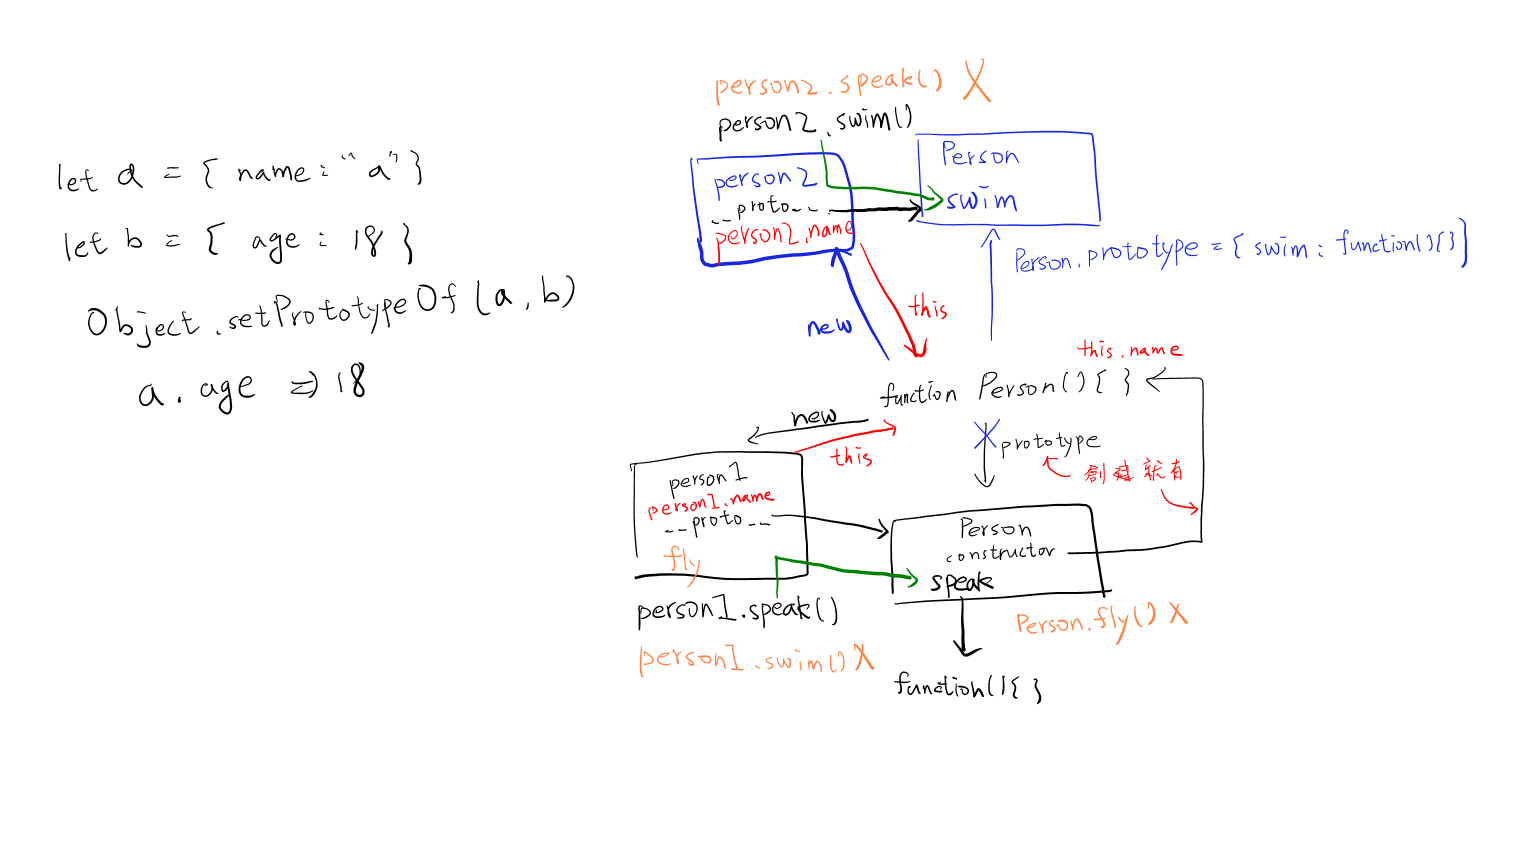 let a = { name : "a" }
let b = { age : 18 }
Object.setPrototypeOf (a, b)
a. age => 18
person2.speak() X
person2.swim()
person2
__proto__
person2.name
Person
swim
Person.prototype = { swim : function(){} }
this
new
this.name
function Person(){ }
new
this
prototype
創建就有
person1
person1.name
__proto__
fly
Person
constructor
speak
person1.speak()
person1.swim() X
Person.fly() X
function(){ }